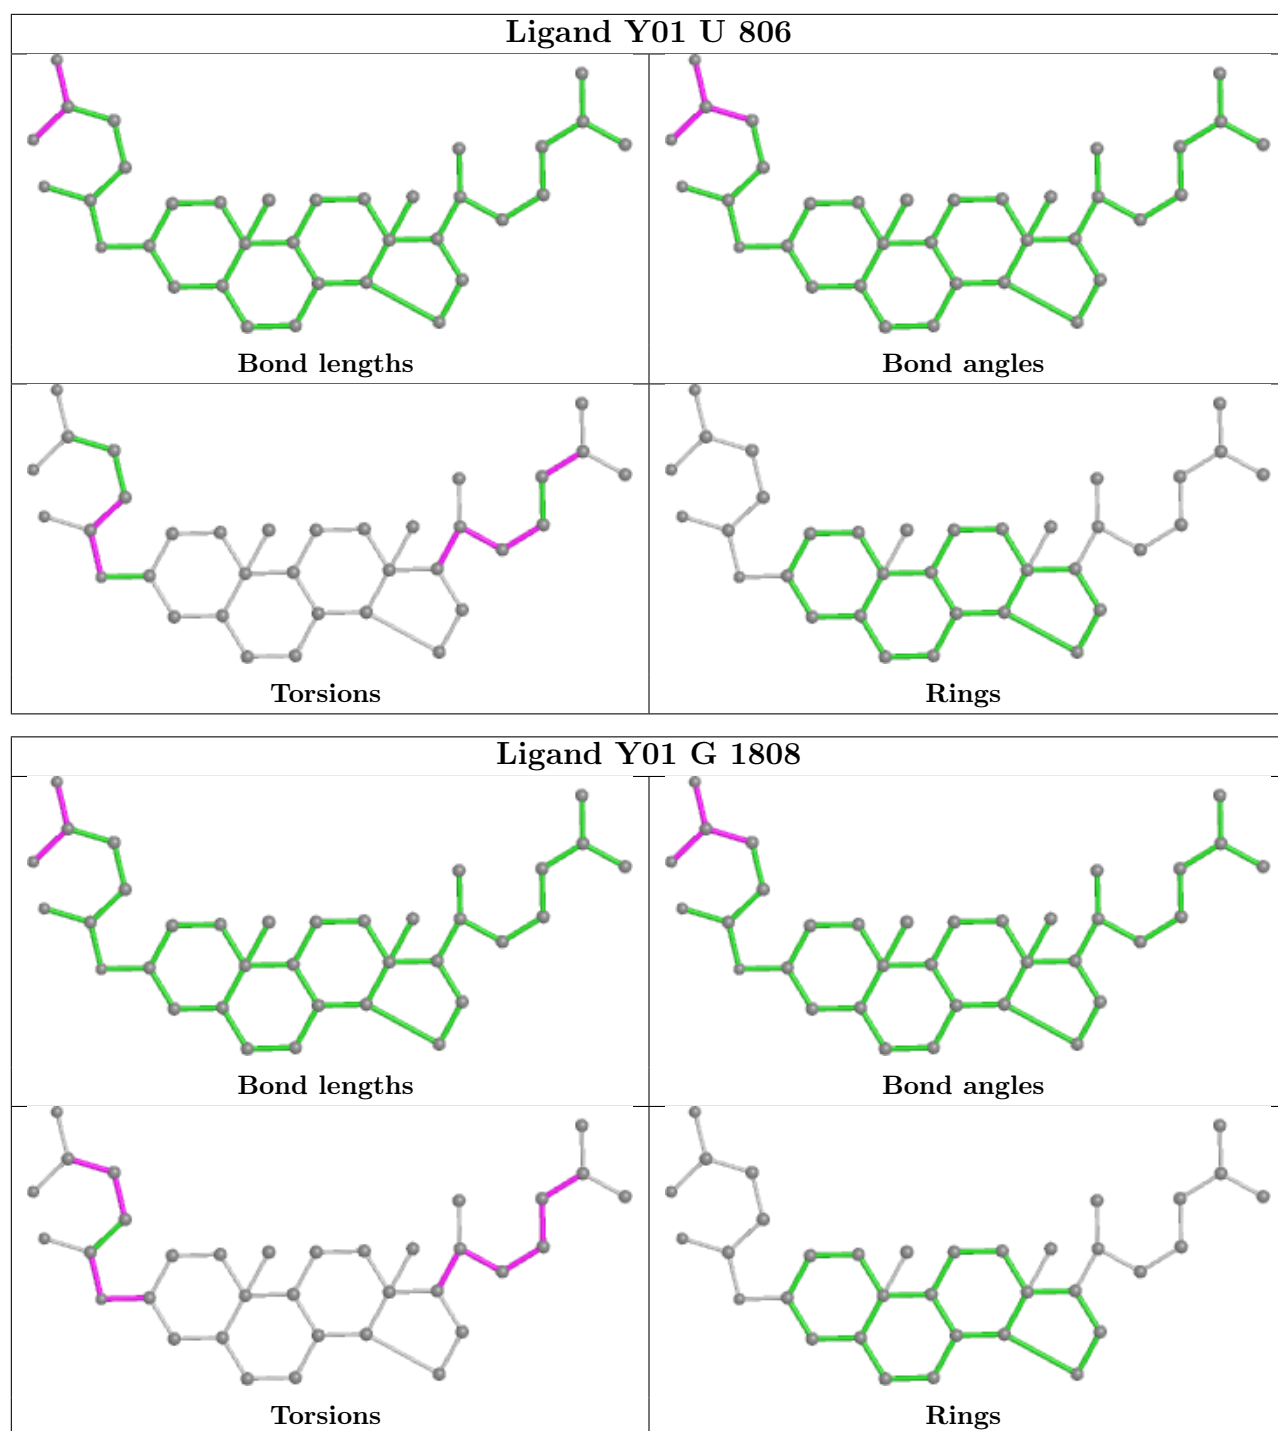 Ligand Y01 U 806
Bond lengths
Bond angles
Torsions
Rings
Ligand Y01 G 1808
Bond lengths
Bond angles
Torsions
Rings